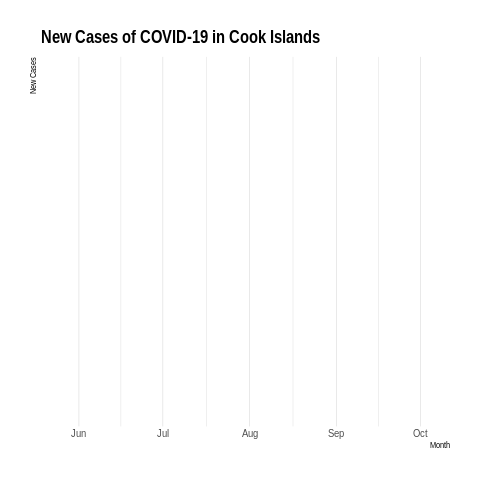 New Cases of COVID-19 in Cook Islands
New Cases
Jun Jul Aug Sep Oct
Month